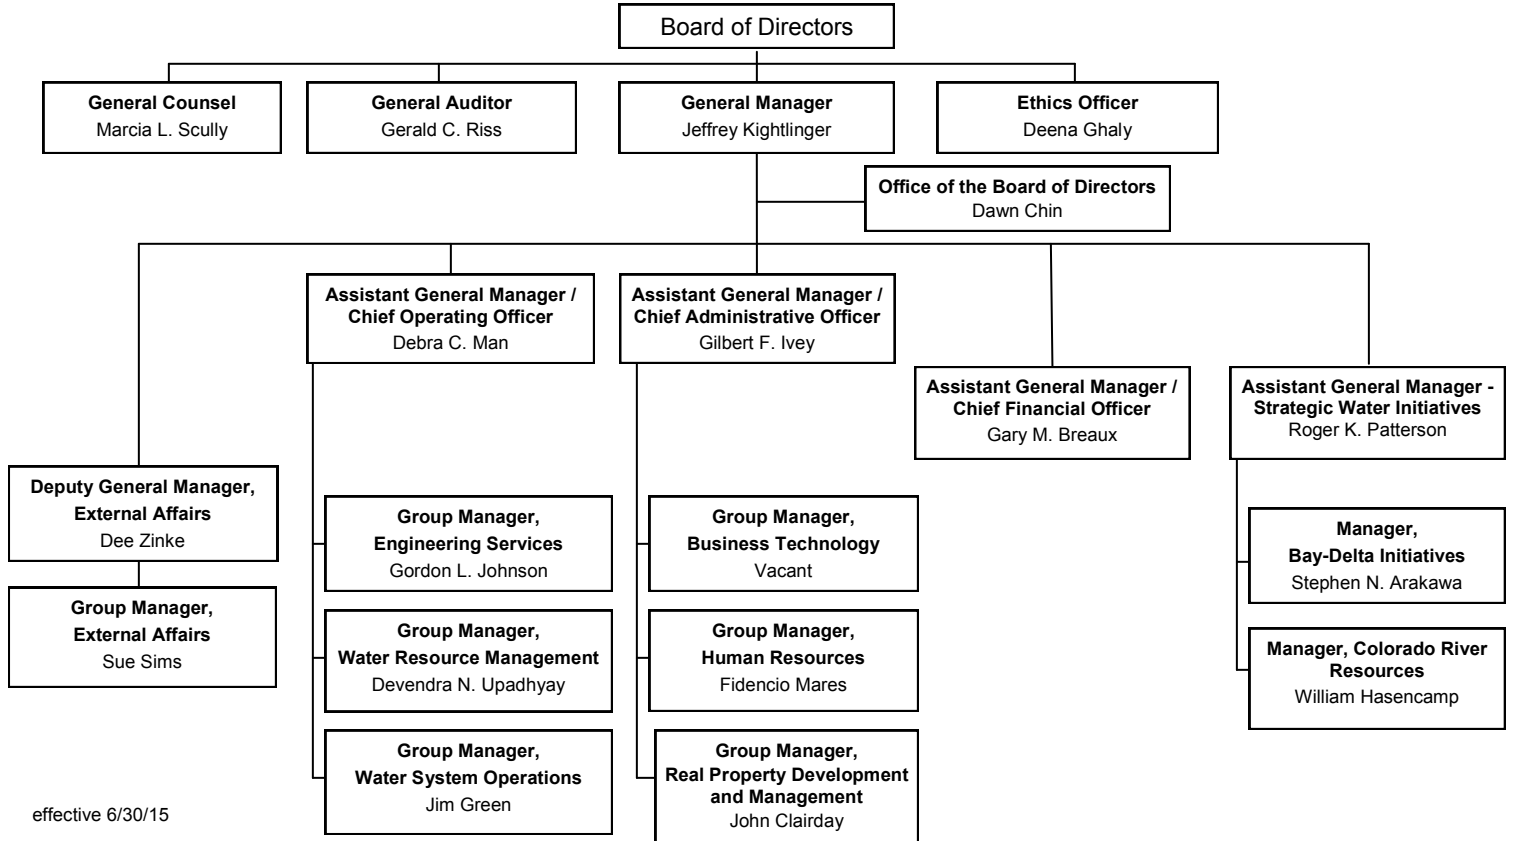 Board of Directors
General Counsel
Marcia L. Scully
General Auditor
Gerald C. Riss
General Manager
Jeffrey Kightlinger
Ethics Officer
Deena Ghaly
Office of the Board of Directors
Dawn Chin
Assistant General Manager /
Chief Operating Officer
Debra C. Man
Assistant General Manager /
Chief Administrative Officer
Gilbert F. Ivey
Assistant General Manager /
Chief Financial Officer
Gary M. Breaux
Assistant General Manager -
Strategic Water Initiatives
Roger K. Patterson
Deputy General Manager,
External Affairs
Dee Zinke
Group Manager,
External Affairs
Sue Sims
Group Manager,
Engineering Services
Gordon L. Johnson
Group Manager,
Water Resource Management
Devendra N. Upadhyay
Group Manager,
Water System Operations
Jim Green
Group Manager,
Business Technology
Vacant
Group Manager,
Human Resources
Fidencio Mares
Group Manager,
Real Property Development
and Management
John Clairday
Manager,
Bay-Delta Initiatives
Stephen N. Arakawa
Manager, Colorado River
Resources
William Hasencamp
effective 6/30/15